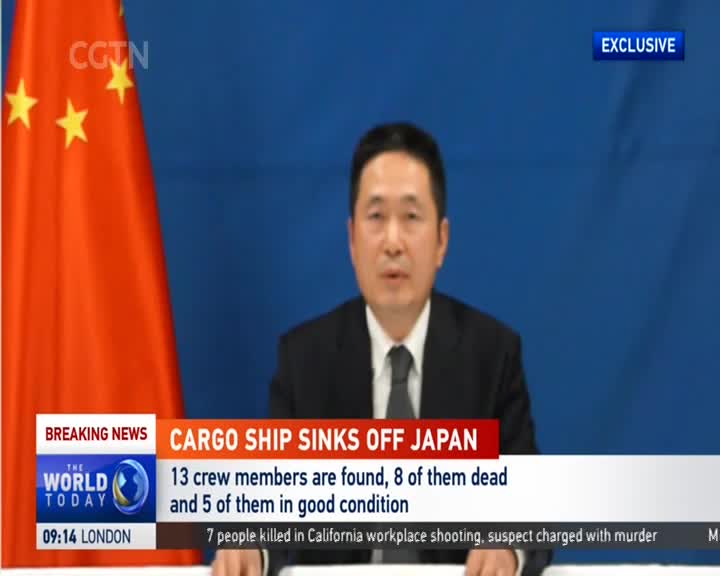 CGTN
EXCLUSIVE
BREAKING NEWS
CARGO SHIP SINKS OFF JAPAN
THE
WORLD
TODAY
13 crew members are found, 8 of them dead
and 5 of them in good condition
09:14 LONDON
7 people killed in California workplace shooting, suspect charged with murder
M